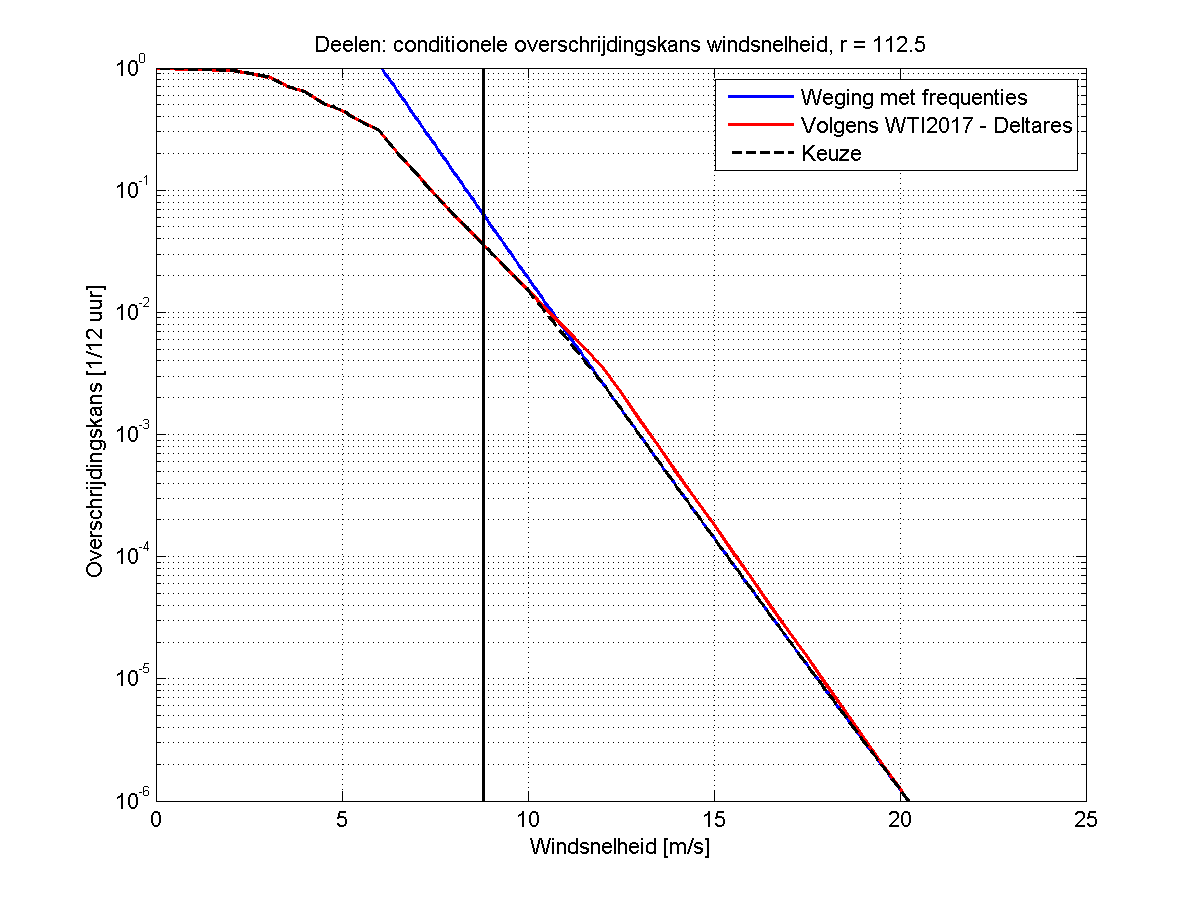 Deelen: conditionele overschrijdingskans windsnelheid, r = 112.5
Weging met frequenties
Volgens WTI2017 - Deltares
Keuze
Overschrijdingskans [1/12 uur]
10^0
10^-1
10^-2
10^-3
10^-4
10^-5
10^-6
0 5 10 15 20 25
Windsnelheid [m/s]